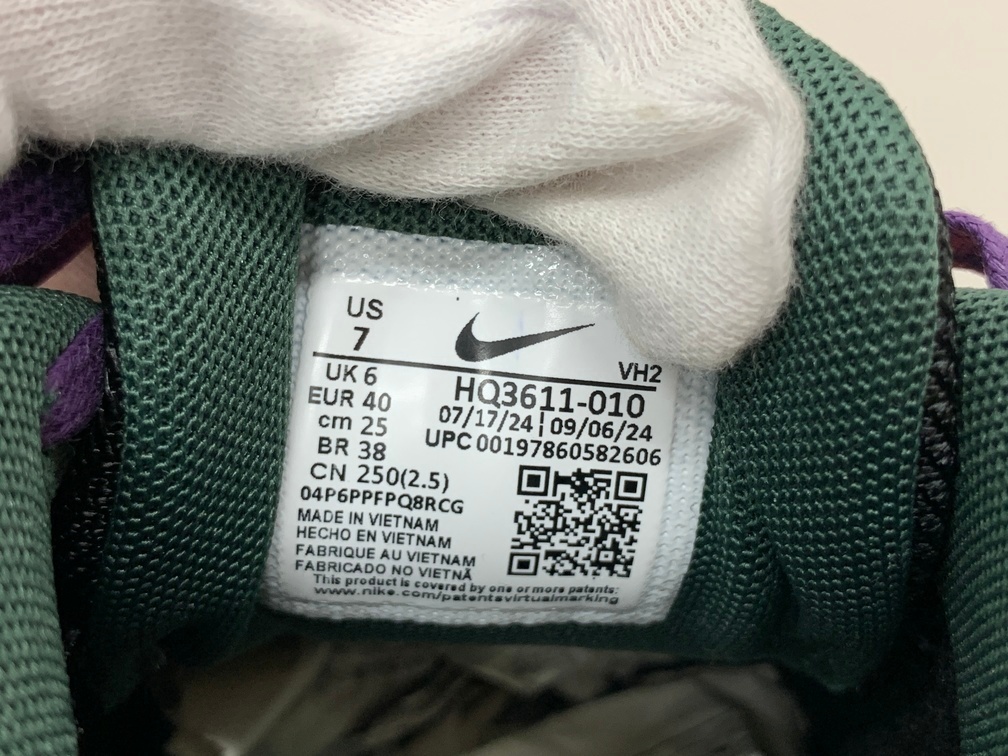 US
7
VH2
UK 6
HQ3611-010
EUR 40
07/17/24 | 09/06/24
cm 25
UPC 00197860582606
BR 38
CN 250(2.5)
04P6PPFPQ8RCG
MADE IN VIETNAM
HECHO EN VIETNAM
FABRIQUE AU VIETNAM
FABRICADO NO VIETNÃ
This product is covered by one or more patents:
www.nike.com/patentsvirtualmarking